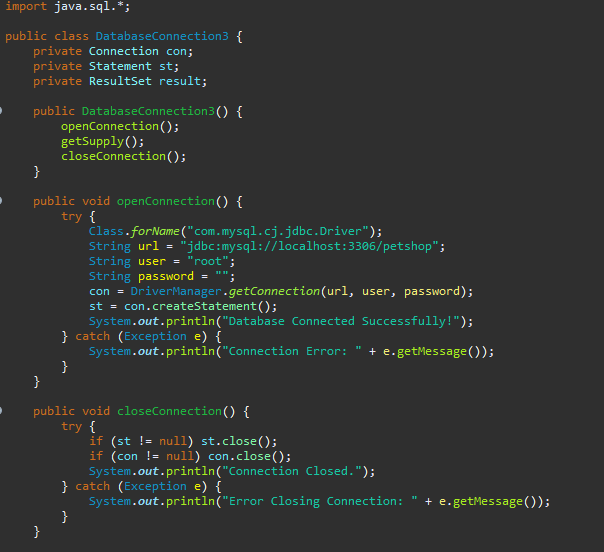 import java.sql.*;
public class DatabaseConnection3 {
private Connection con;
private Statement st;
private ResultSet result;
public DatabaseConnection3() {
openConnection();
getSupply();
closeConnection();
}
public void openConnection() {
try {
Class.forName("com.mysql.cj.jdbc.Driver");
String url = "jdbc:mysql://localhost:3306/petshop";
String user = "root";
String password = "";
con = DriverManager.getConnection(url, user, password);
st = con.createStatement();
System.out.println("Database Connected Successfully!");
} catch (Exception e) {
System.out.println("Connection Error: " + e.getMessage());
}
}
public void closeConnection() {
try {
if (st != null) st.close();
if (con != null) con.close();
System.out.println("Connection Closed.");
} catch (Exception e) {
System.out.println("Error Closing Connection: " + e.getMessage());
}
}